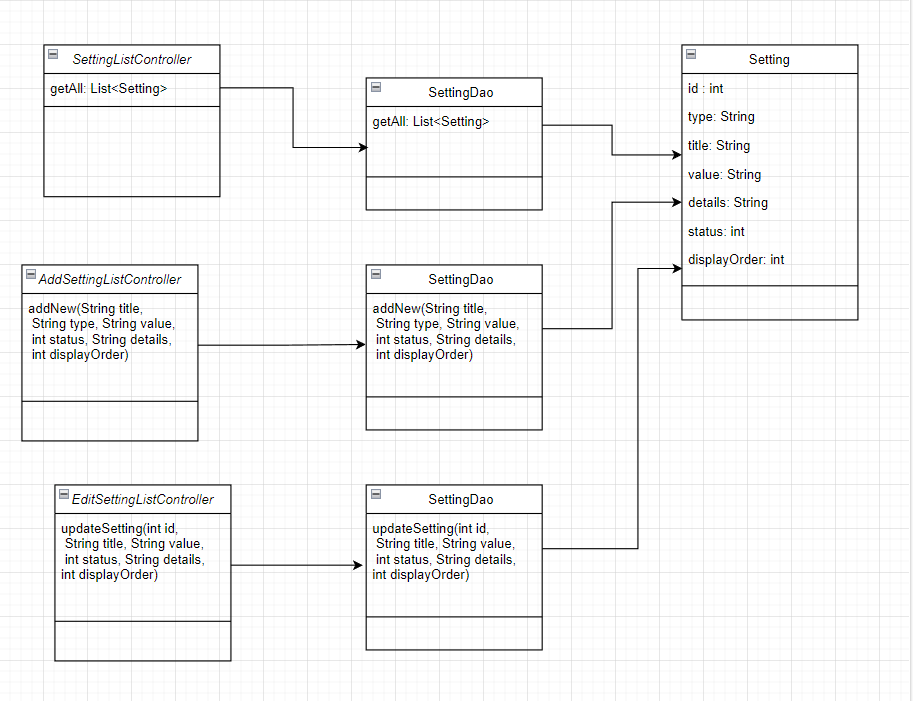 SettingListController
getAll: List<Setting>
SettingDao
getAll: List<Setting>
Setting
id : int
type: String
title: String
value: String
details: String
status: int
displayOrder: int
AddSettingListController
addNew(String title,
String type, String value,
int status, String details,
int displayOrder)
SettingDao
addNew(String title,
String type, String value,
int status, String details,
int displayOrder)
EditSettingListController
updateSetting(int id,
String title, String value,
int status, String details,
int displayOrder)
SettingDao
updateSetting(int id,
String title, String value,
int status, String details,
int displayOrder)